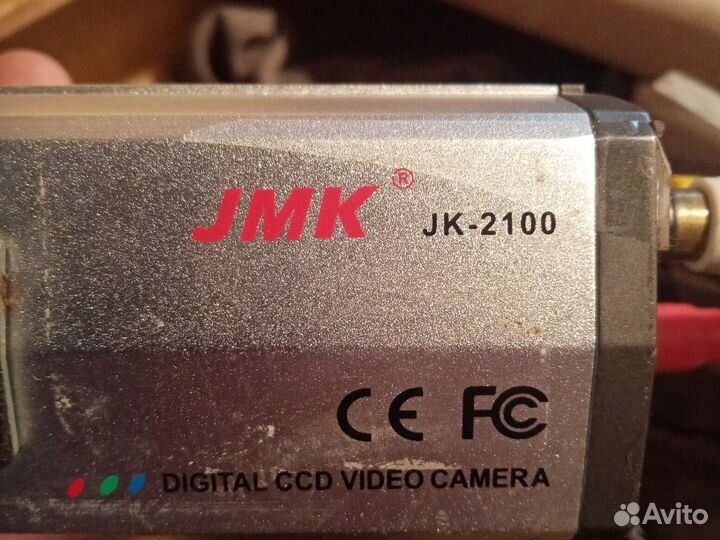 JMK ® JK-2100
CE FC
DIGITAL CCD VIDEO CAMERA
Avito